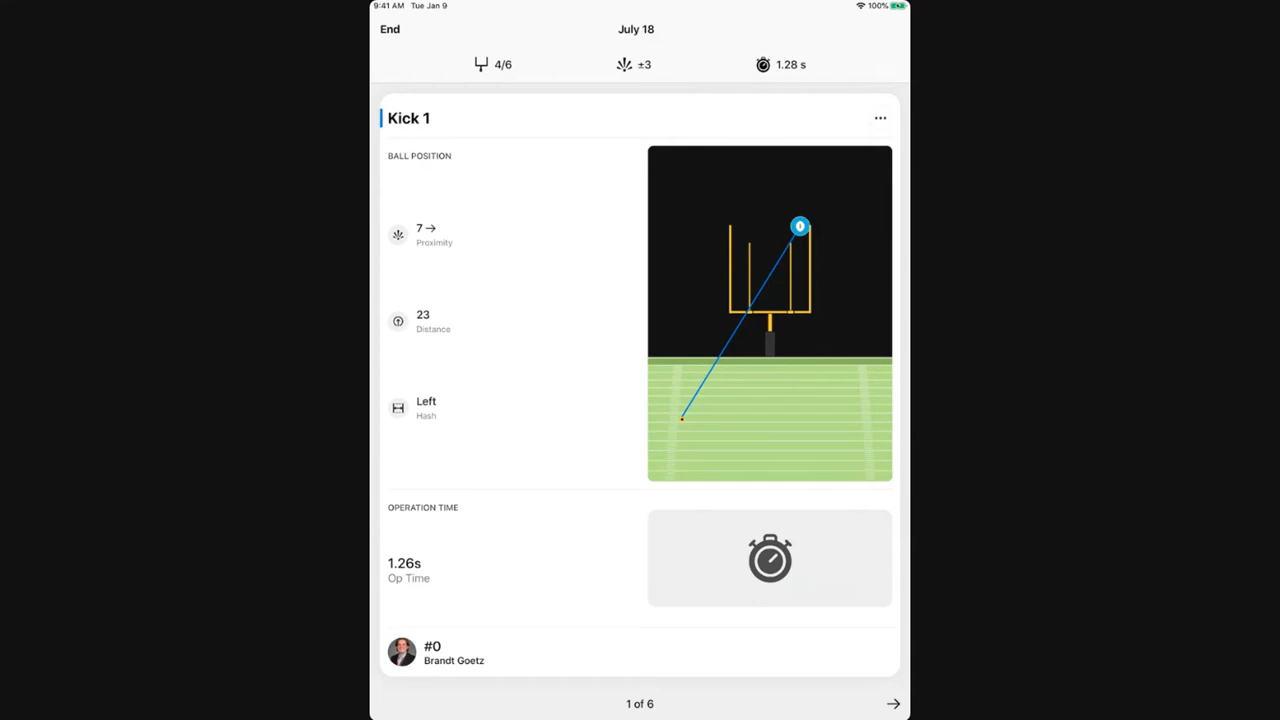 9:41 AM Tue Jan 9 100%
End July 18
4/6 ±3 1.28 s
Kick 1
BALL POSITION
7 →
Proximity
23
Distance
Left
Hash
OPERATION TIME
1.26s
Op Time
#0
Brandt Goetz
1 of 6